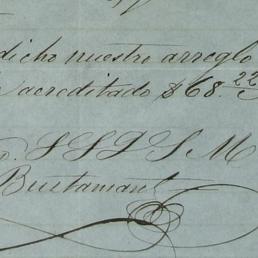 dicho nuestro arreglo
acreditado $68.22
S S S S M
Bustamant